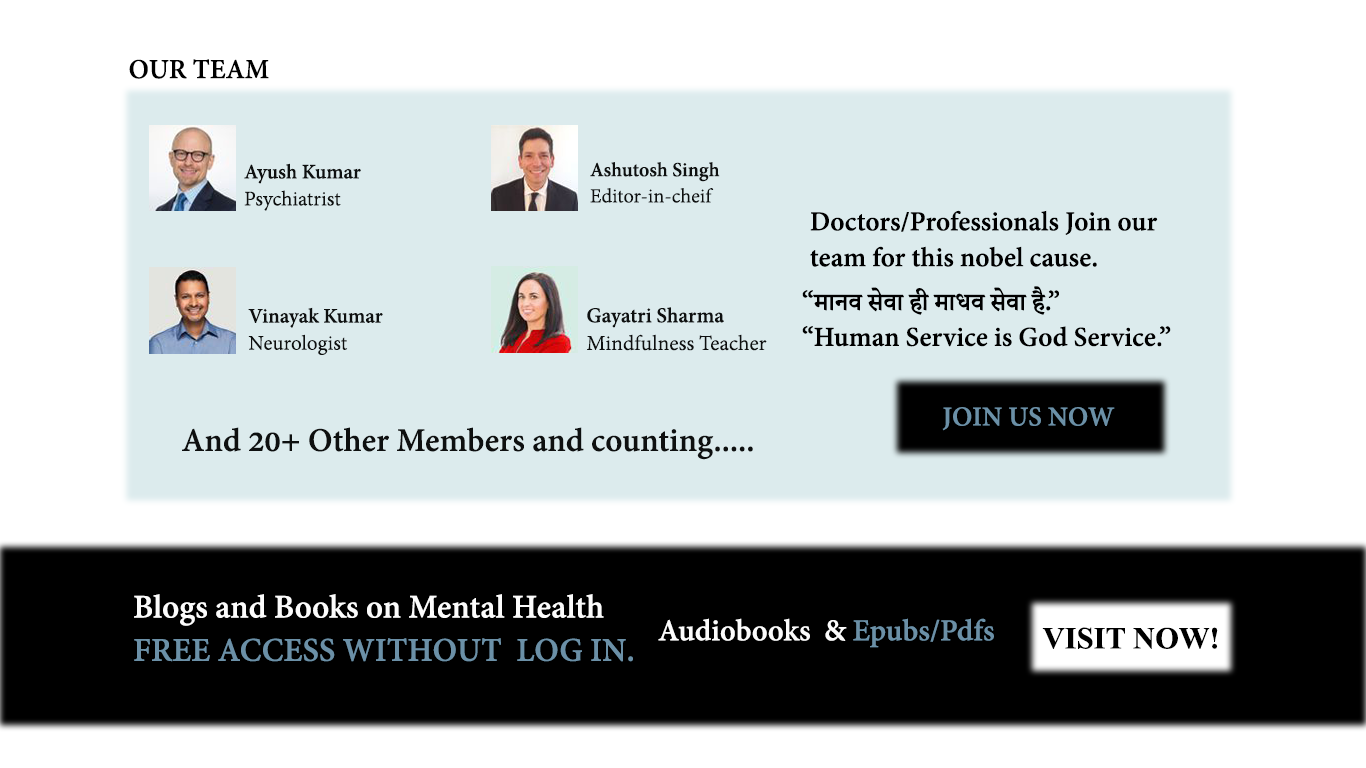 OUR TEAM
Ayush Kumar
Psychiatrist
Ashutosh Singh
Editor-in-cheif
Vinayak Kumar
Neurologist
Gayatri Sharma
Mindfulness Teacher
And 20+ Other Members and counting.....
Doctors/Professionals Join our
team for this nobel cause.
“मानव सेवा ही माधव सेवा है.”
“Human Service is God Service.”
JOIN US NOW
Blogs and Books on Mental Health
FREE ACCESS WITHOUT LOG IN.
Audiobooks & Epubs/Pdfs
VISIT NOW!